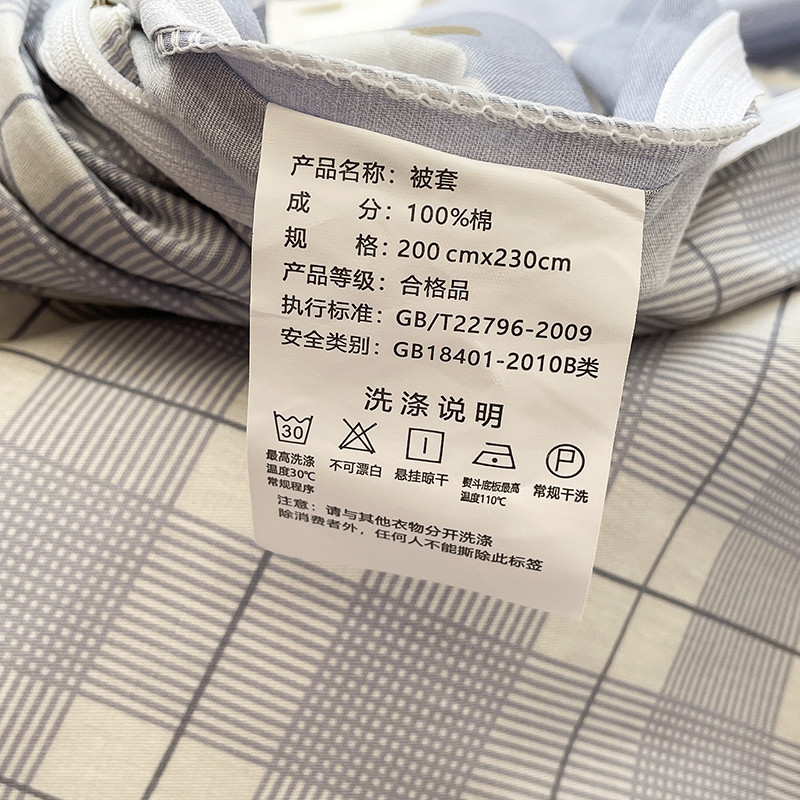 产品名称：被套
成 分：100%棉
规 格：200 cmx230cm
产品等级：合格品
执行标准：GB/T22796-2009
安全类别：GB18401-2010B类
洗涤说明
30 P
最高洗涤 不可漂白 悬挂晾干 熨斗底板最高 常规干洗
温度30℃ 温度110℃
常规程序
注意：请与其他衣物分开洗涤
除消费者外，任何人不能撕除此标签